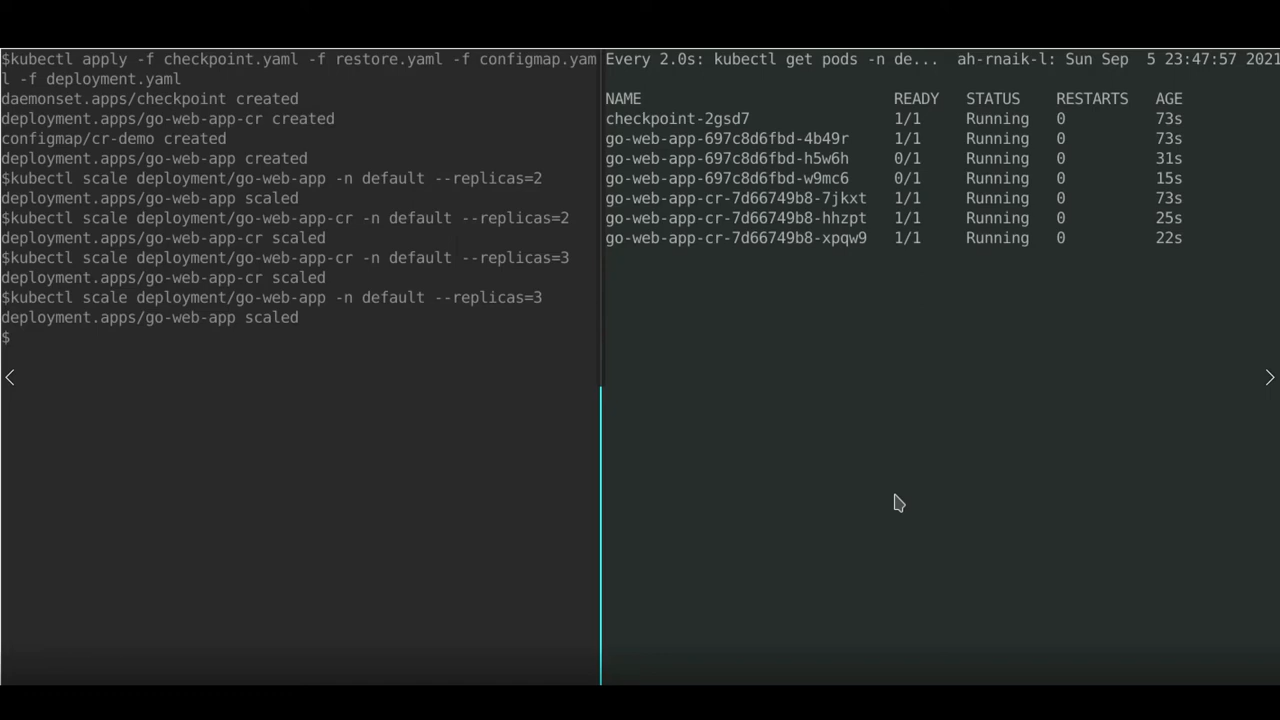 $kubectl apply -f checkpoint.yaml -f restore.yaml -f configmap.yam
l -f deployment.yaml
daemonset.apps/checkpoint created
deployment.apps/go-web-app-cr created
configmap/cr-demo created
deployment.apps/go-web-app created
$kubectl scale deployment/go-web-app -n default --replicas=2
deployment.apps/go-web-app scaled
$kubectl scale deployment/go-web-app-cr -n default --replicas=2
deployment.apps/go-web-app-cr scaled
$kubectl scale deployment/go-web-app-cr -n default --replicas=3
deployment.apps/go-web-app-cr scaled
$kubectl scale deployment/go-web-app -n default --replicas=3
deployment.apps/go-web-app scaled
$
Every 2.0s: kubectl get pods -n de... ah-rnaik-l: Sun Sep 5 23:47:57 2021
NAME READY STATUS RESTARTS AGE
checkpoint-2gsd7 1/1 Running 0 73s
go-web-app-697c8d6fbd-4b49r 1/1 Running 0 73s
go-web-app-697c8d6fbd-h5w6h 0/1 Running 0 31s
go-web-app-697c8d6fbd-w9mc6 0/1 Running 0 15s
go-web-app-cr-7d66749b8-7jkxt 1/1 Running 0 73s
go-web-app-cr-7d66749b8-hhzpt 1/1 Running 0 25s
go-web-app-cr-7d66749b8-xpqw9 1/1 Running 0 22s